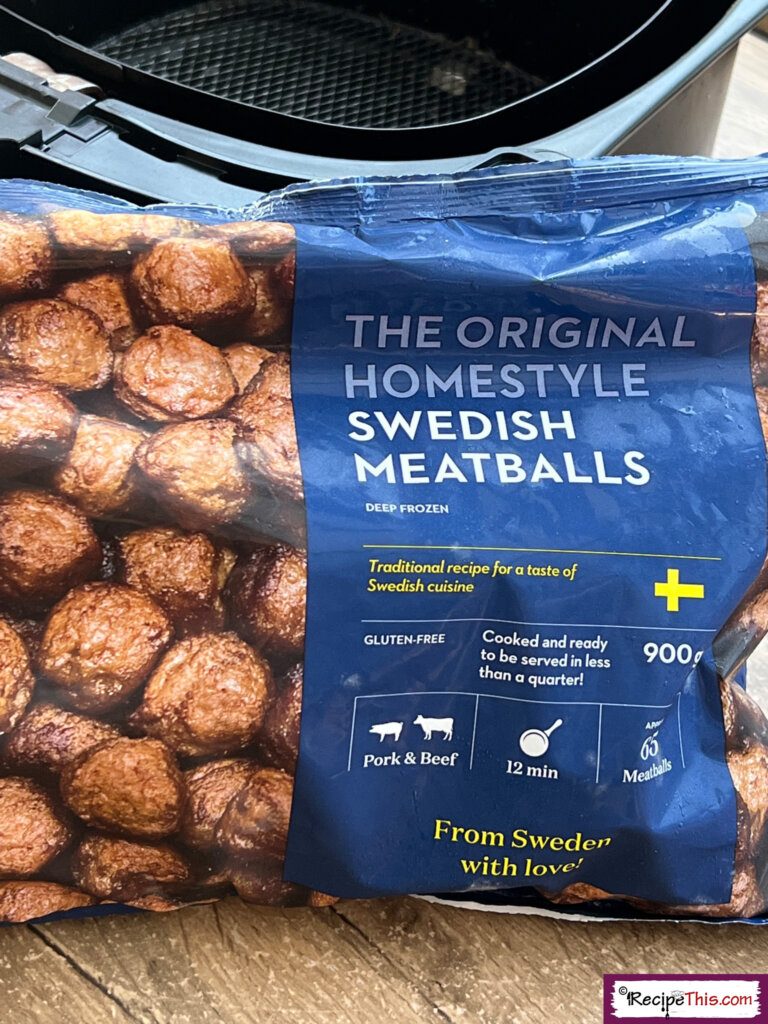 THE ORIGINAL
HOMESTYLE
SWEDISH
MEATBALLS
DEEP FROZEN
Traditional recipe for a taste of
Swedish cuisine
GLUTEN-FREE
Cooked and ready
to be served in less
than a quarter!
900g
Pork & Beef
12 min
65
Meatballs
From Sweden
with love!
©RecipeThis.com